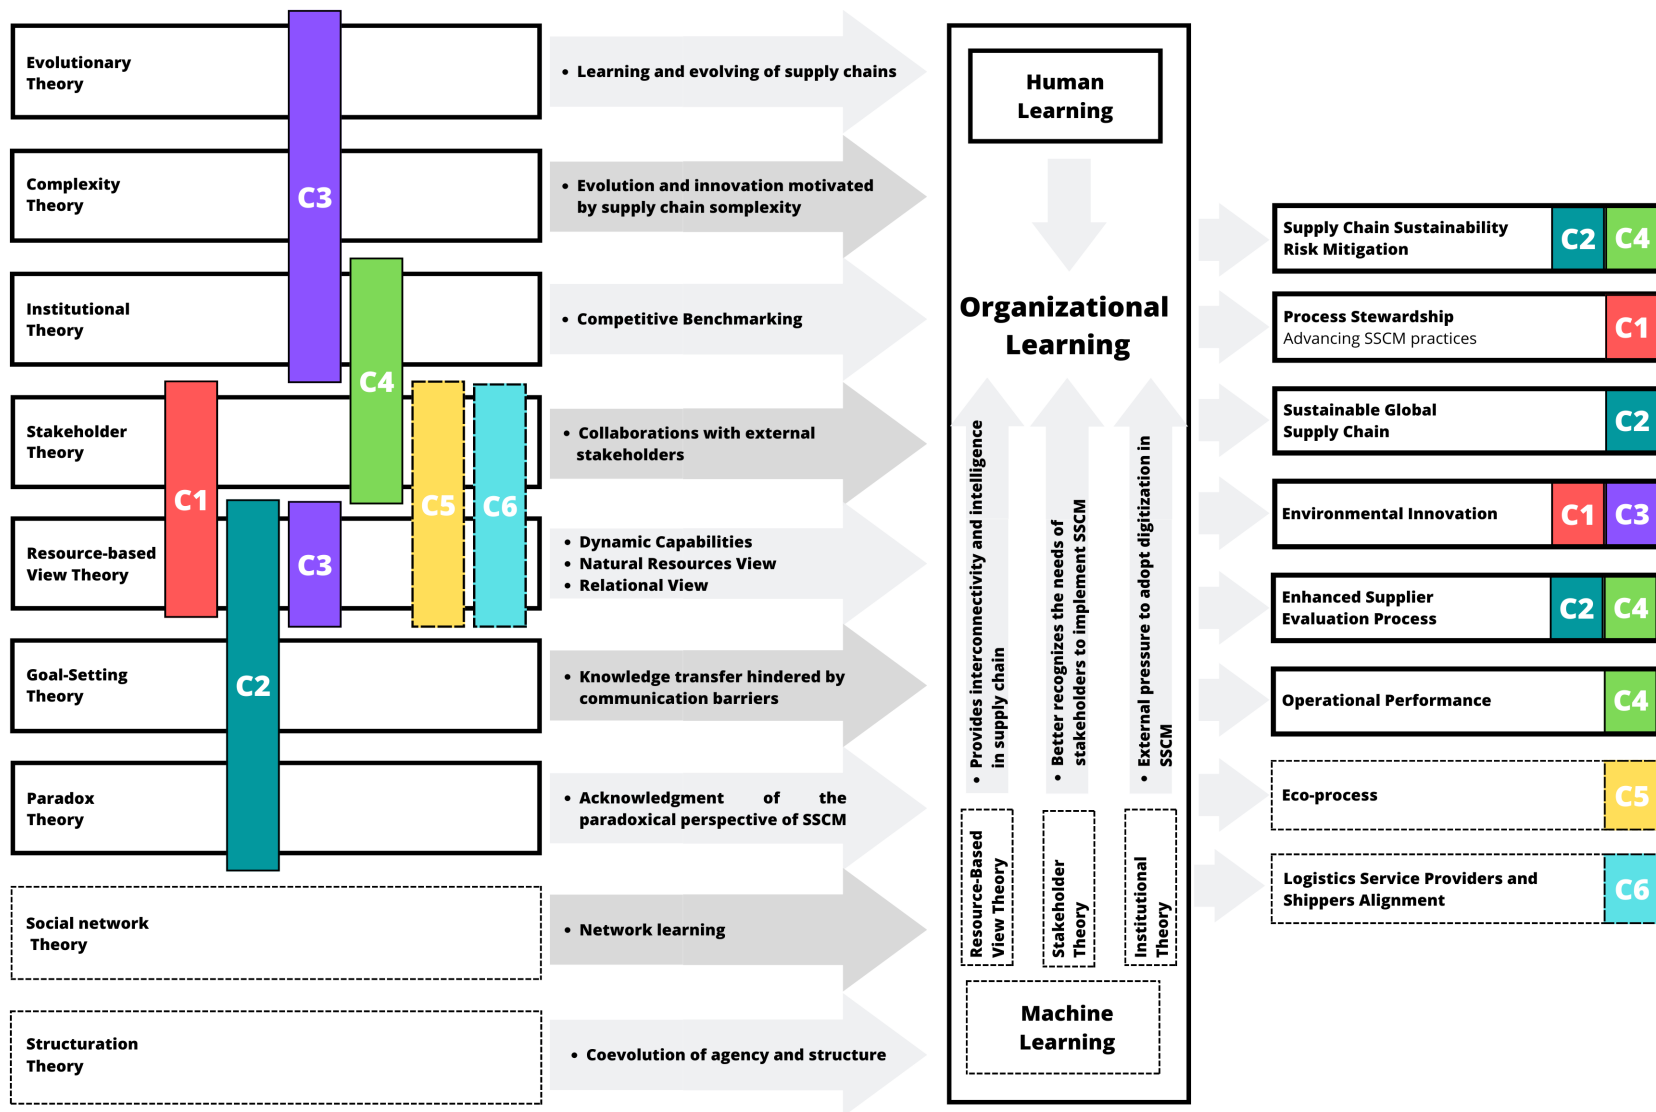 Evolutionary
Theory
C3
• Learning and evolving of supply chains
Complexity
Theory
• Evolution and innovation motivated
by supply chain somplexity
Institutional
Theory
C4
• Competitive Benchmarking
Stakeholder
Theory
C1
C5
C6
• Collaborations with external
stakeholders
Resource-based
View Theory
C3
• Dynamic Capabilities
• Natural Resources View
• Relational View
Goal-Setting
Theory
C2
• Knowledge transfer hindered by
communication barriers
Paradox
Theory
• Acknowledgment of the
paradoxical perspective of SSCM
Social network
Theory
• Network learning
Structuration
Theory
• Coevolution of agency and structure
Human
Learning
Organizational
Learning
• Provides interconnectivity and intelligence
in supply chain
• Better recognizes the needs of
stakeholders to implement SSCM
• External pressure to adopt digitization in
SSCM
Resource-Based
View Theory
Stakeholder
Theory
Institutional
Theory
Machine
Learning
Supply Chain Sustainability
Risk Mitigation
C2 C4
Process Stewardship
Advancing SSCM practices
C1
Sustainable Global
Supply Chain
C2
Environmental Innovation C1 C3
Enhanced Supplier
Evaluation Process
C2 C4
Operational Performance C4
Eco-process C5
Logistics Service Providers and
Shippers Alignment
C6